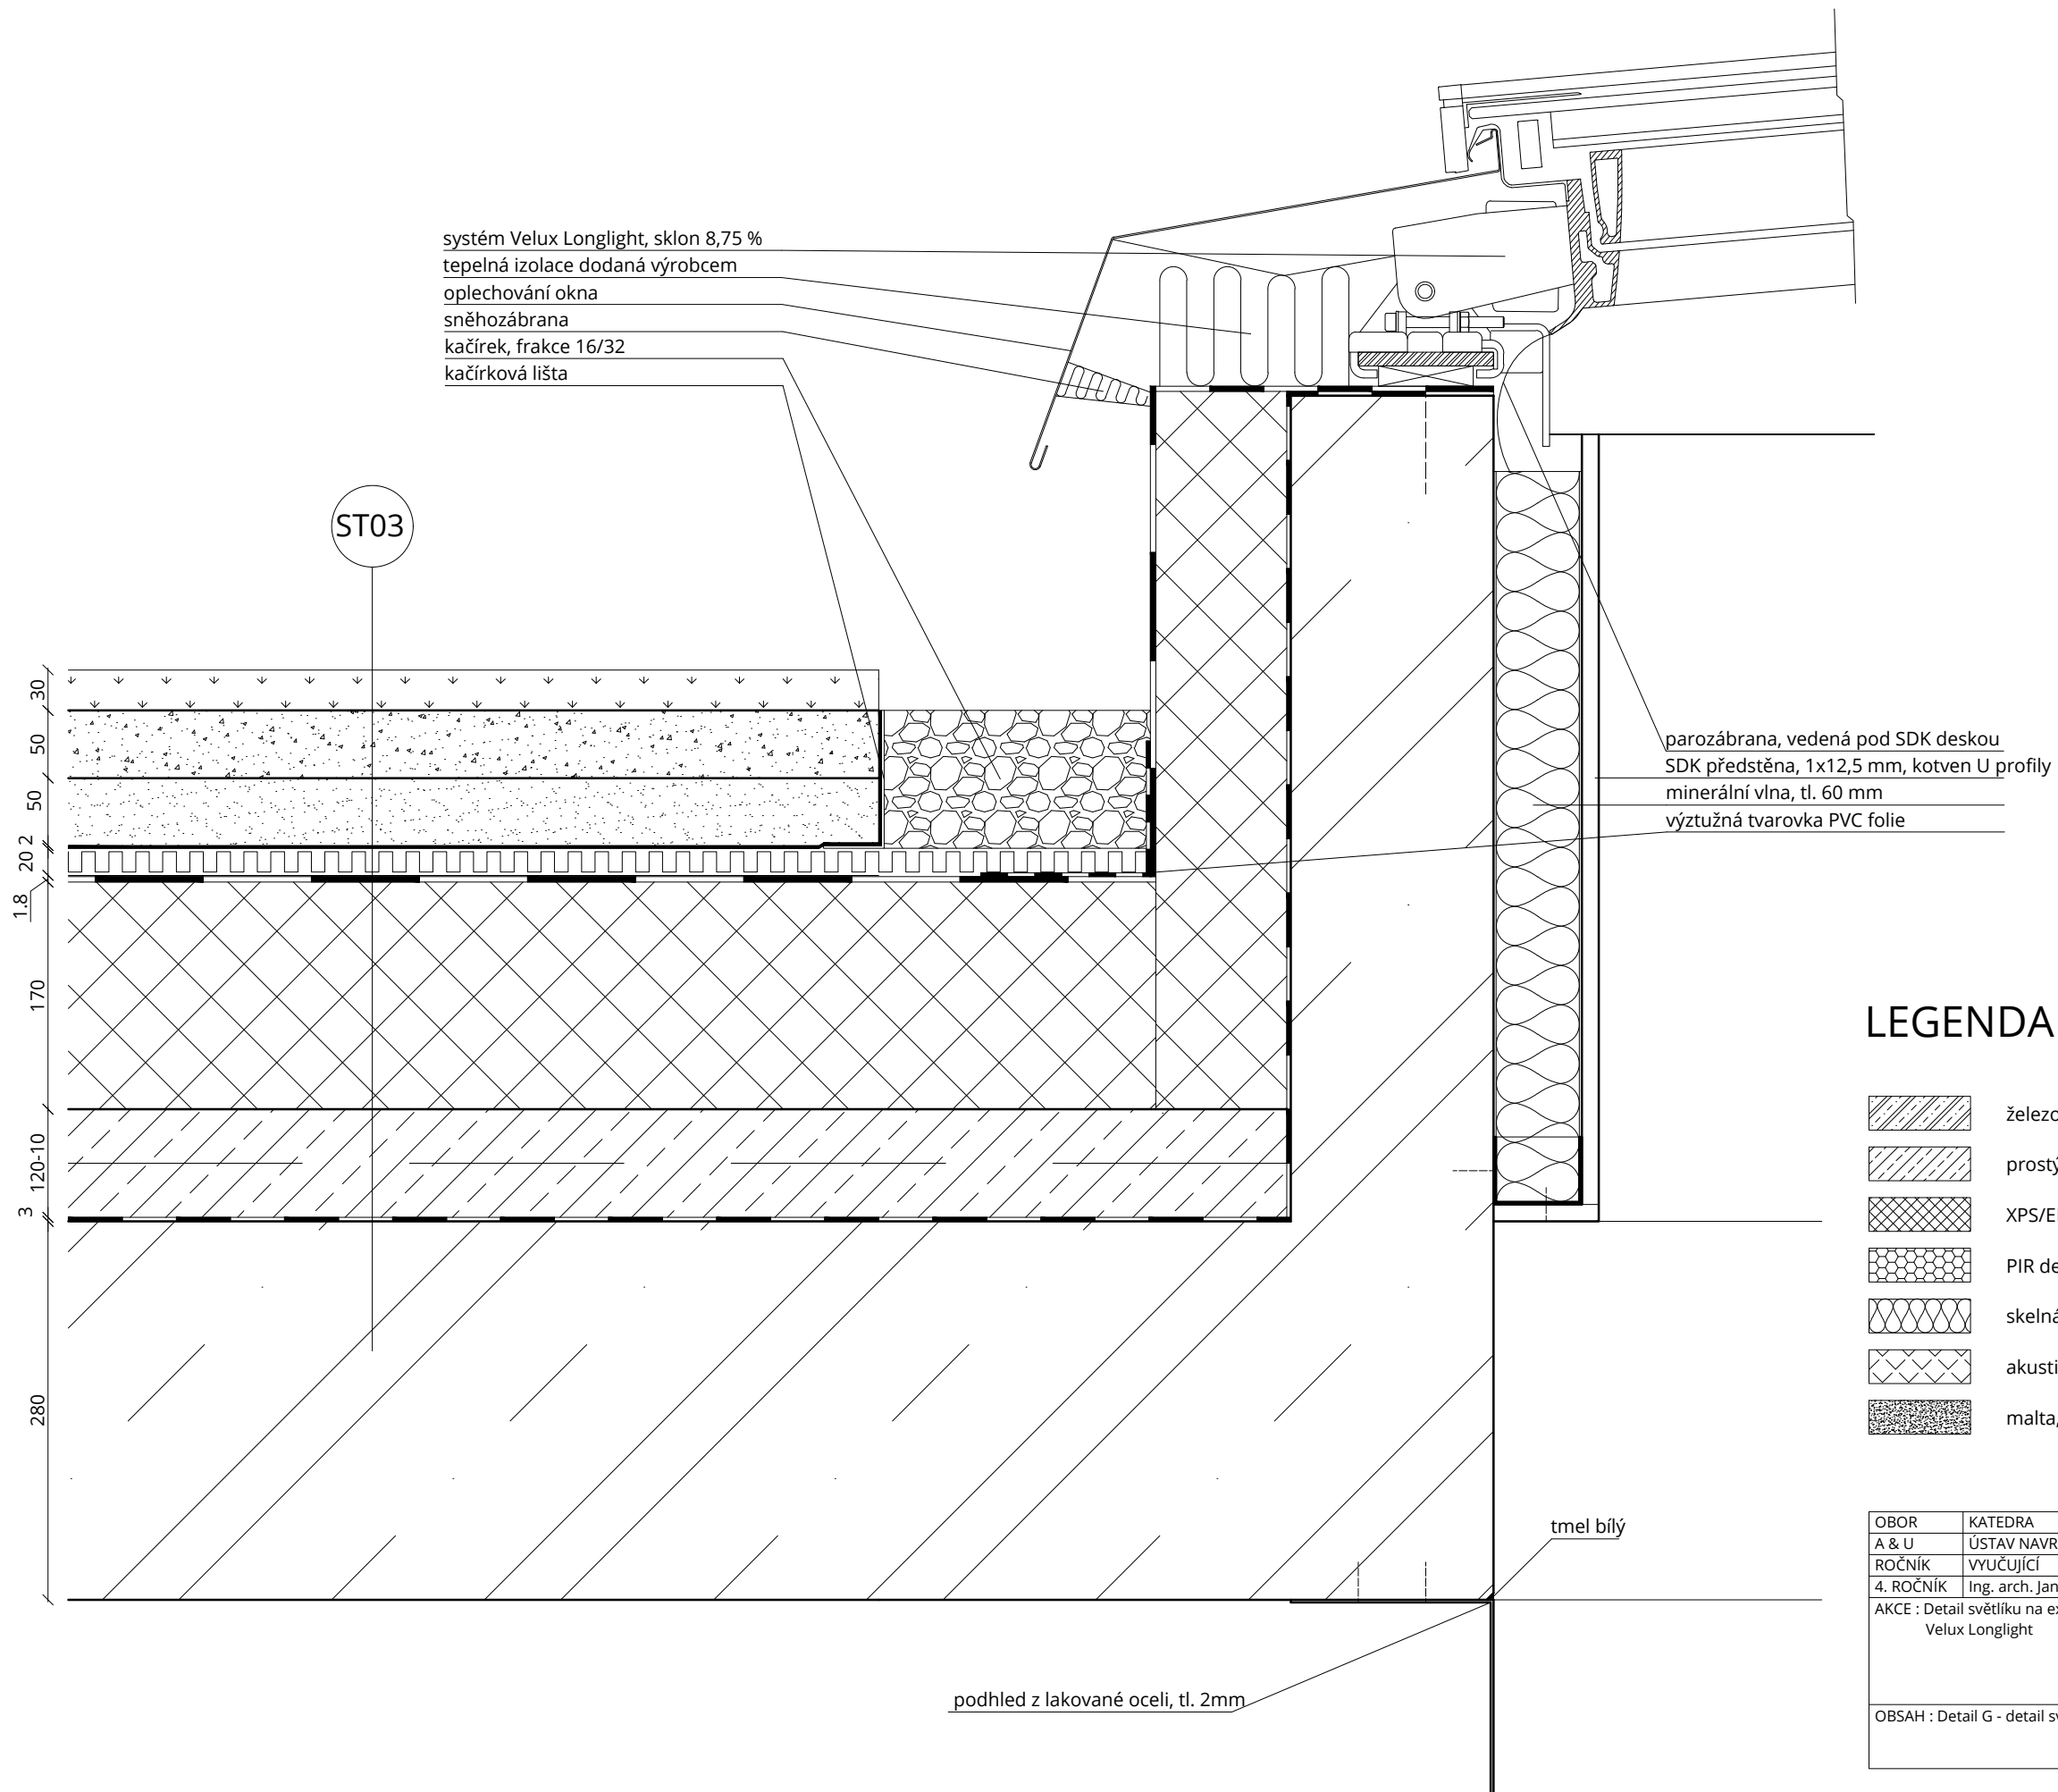 systém Velux Longlight, sklon 8,75 %
tepelná izolace dodaná výrobcem
oplechování okna
sněhozábrana
kačírek, frakce 16/32
kačírková lišta
ST03
30
50
50
2
20
1.8
170
120-10
3
280
parozábrana, vedená pod SDK deskou
SDK předstěna, 1x12,5 mm, kotven U profily
minerální vlna, tl. 60 mm
výztužná tvarovka PVC folie
tmel bílý
podhled z lakované oceli, tl. 2mm
LEGENDA
železo
prostý
XPS/E
PIR de
skelná
akusti
malta,
OBOR KATEDRA
A & U ÚSTAV NAVR
ROČNÍK VYUČUJÍCÍ
4. ROČNÍK Ing. arch. Jan
AKCE : Detail světlíku na ex
Velux Longlight
OBSAH : Detail G - detail sv